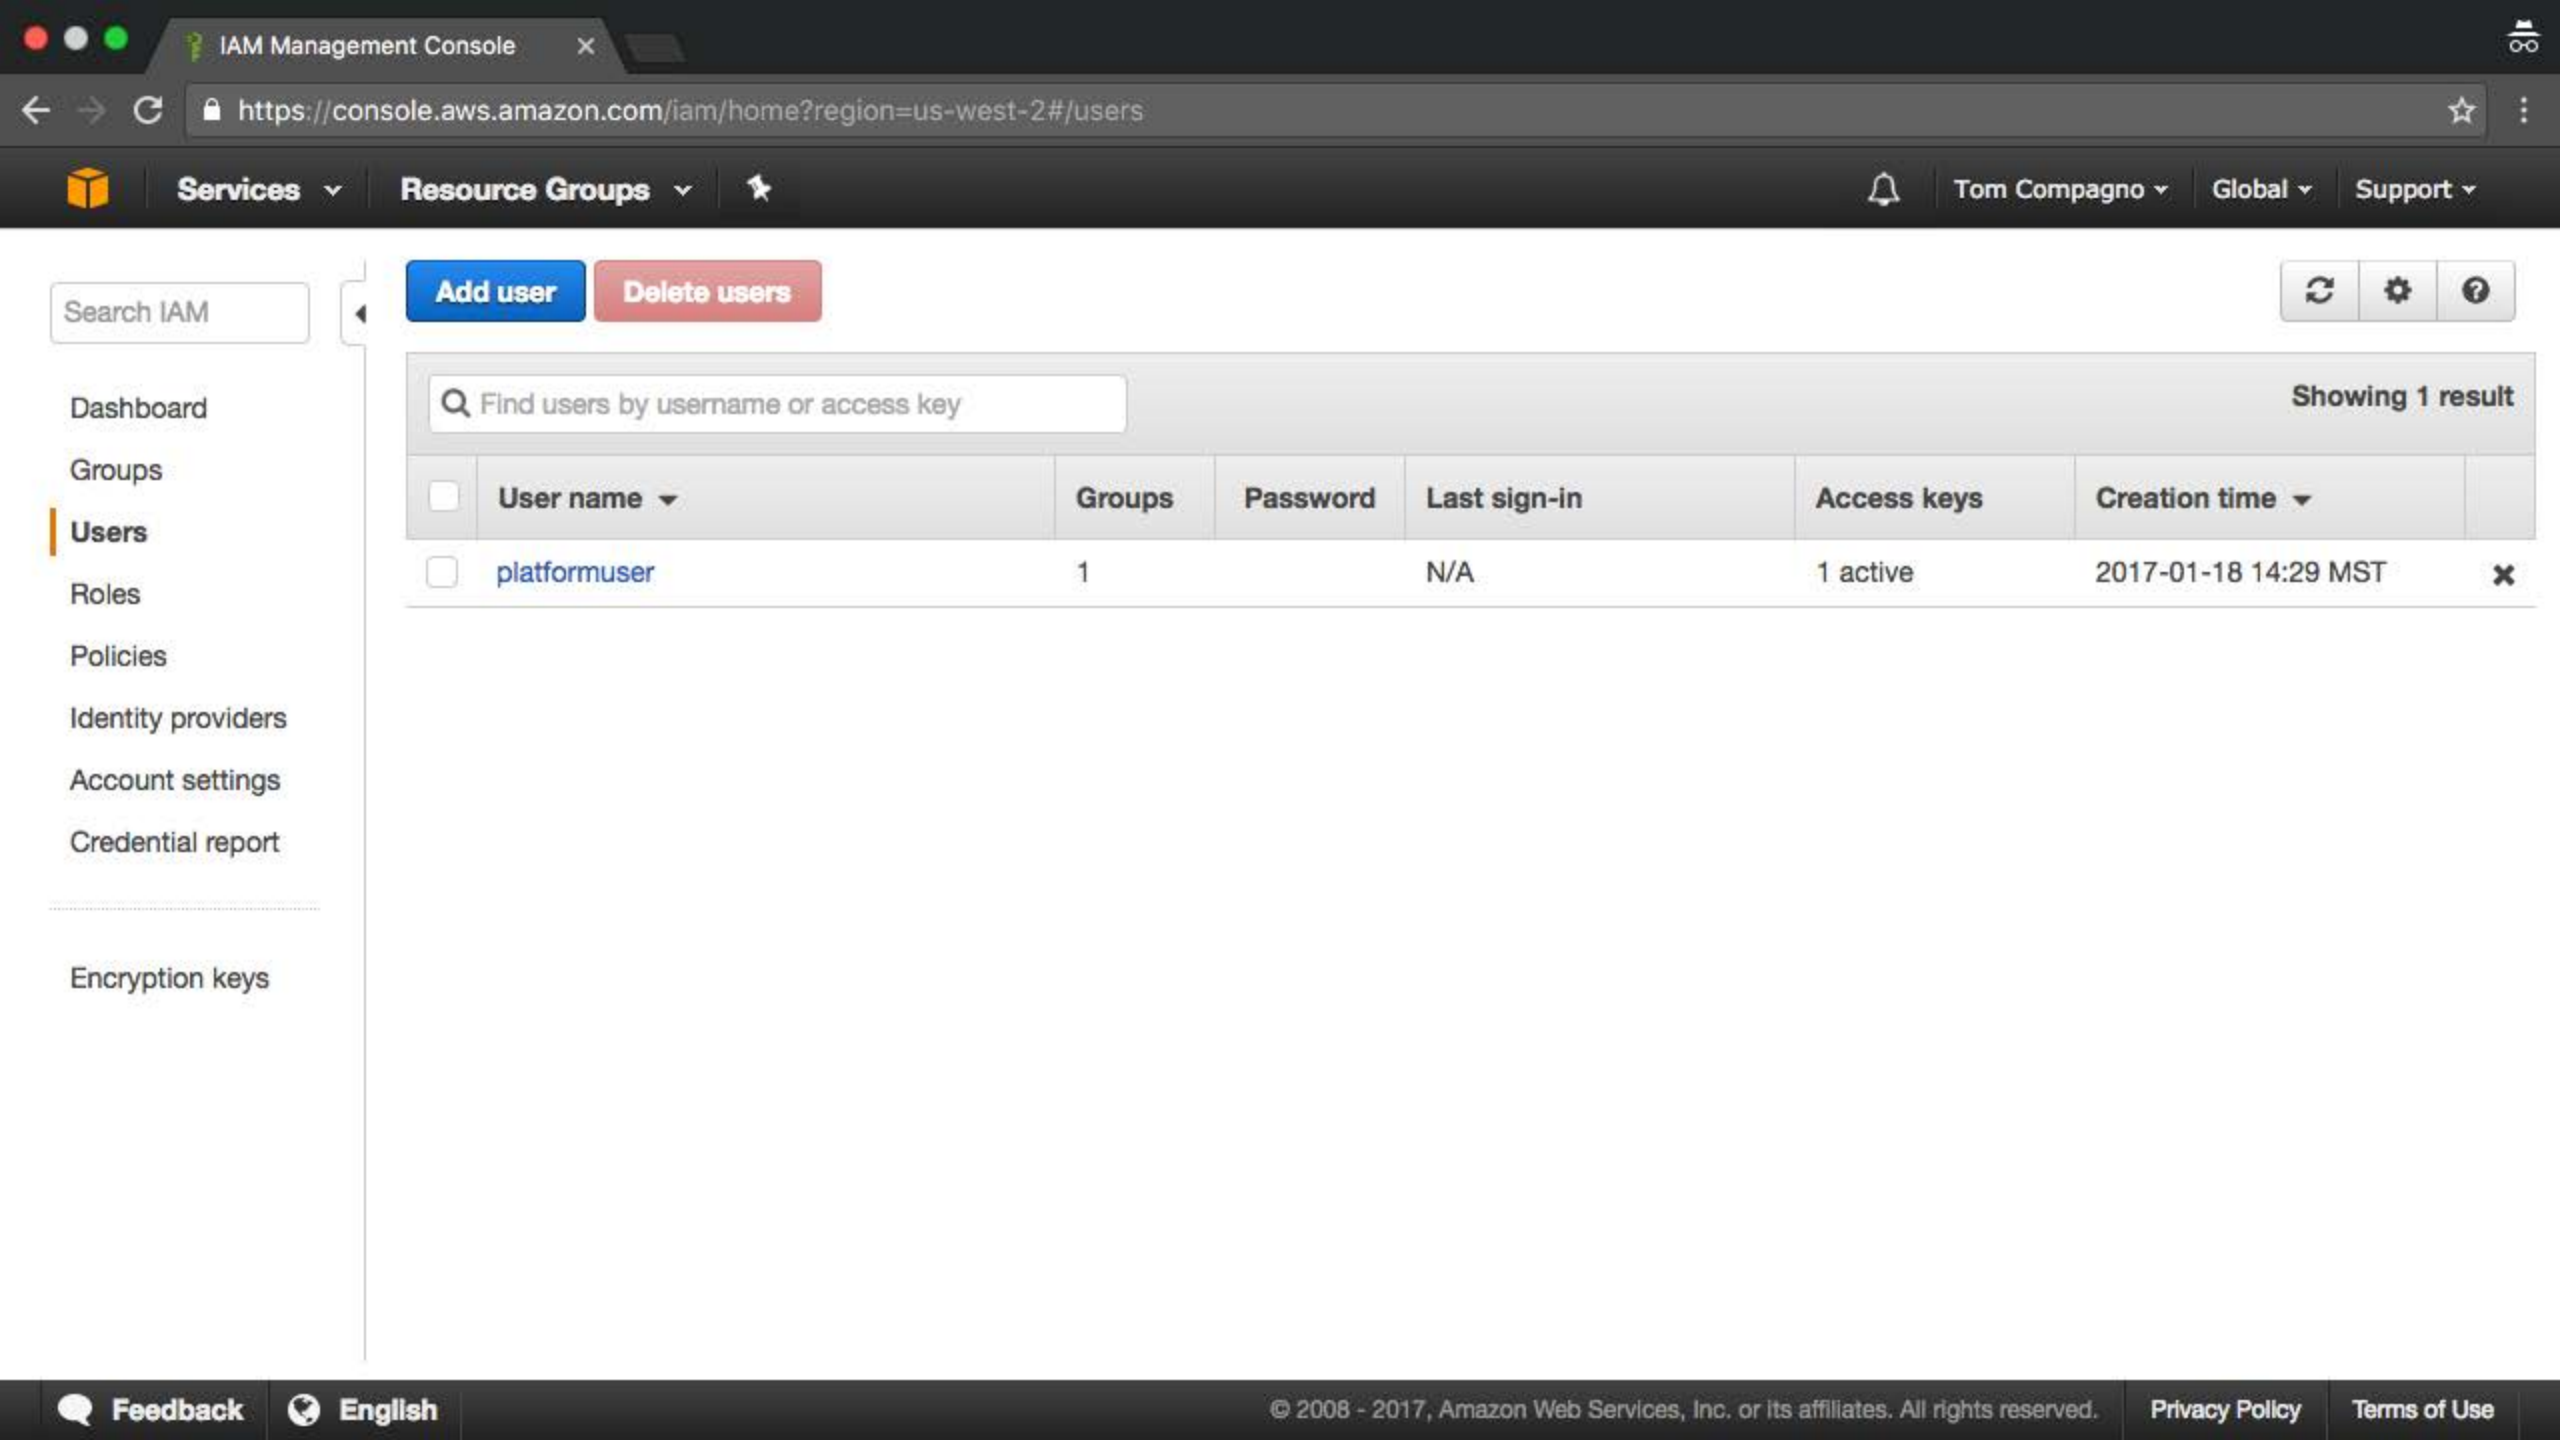 IAM Management Console
https://console.aws.amazon.com/iam/home?region=us-west-2#/users
Services Resource Groups Tom Compagno Global Support
Search IAM
Dashboard
Groups
Users
Roles
Policies
Identity providers
Account settings
Credential report
Encryption keys
Add user Delete users
Find users by username or access key Showing 1 result
User name Groups Password Last sign-in Access keys Creation time
platformuser 1 N/A 1 active 2017-01-18 14:29 MST
Feedback English © 2008 - 2017, Amazon Web Services, Inc. or its affiliates. All rights reserved. Privacy Policy Terms of Use